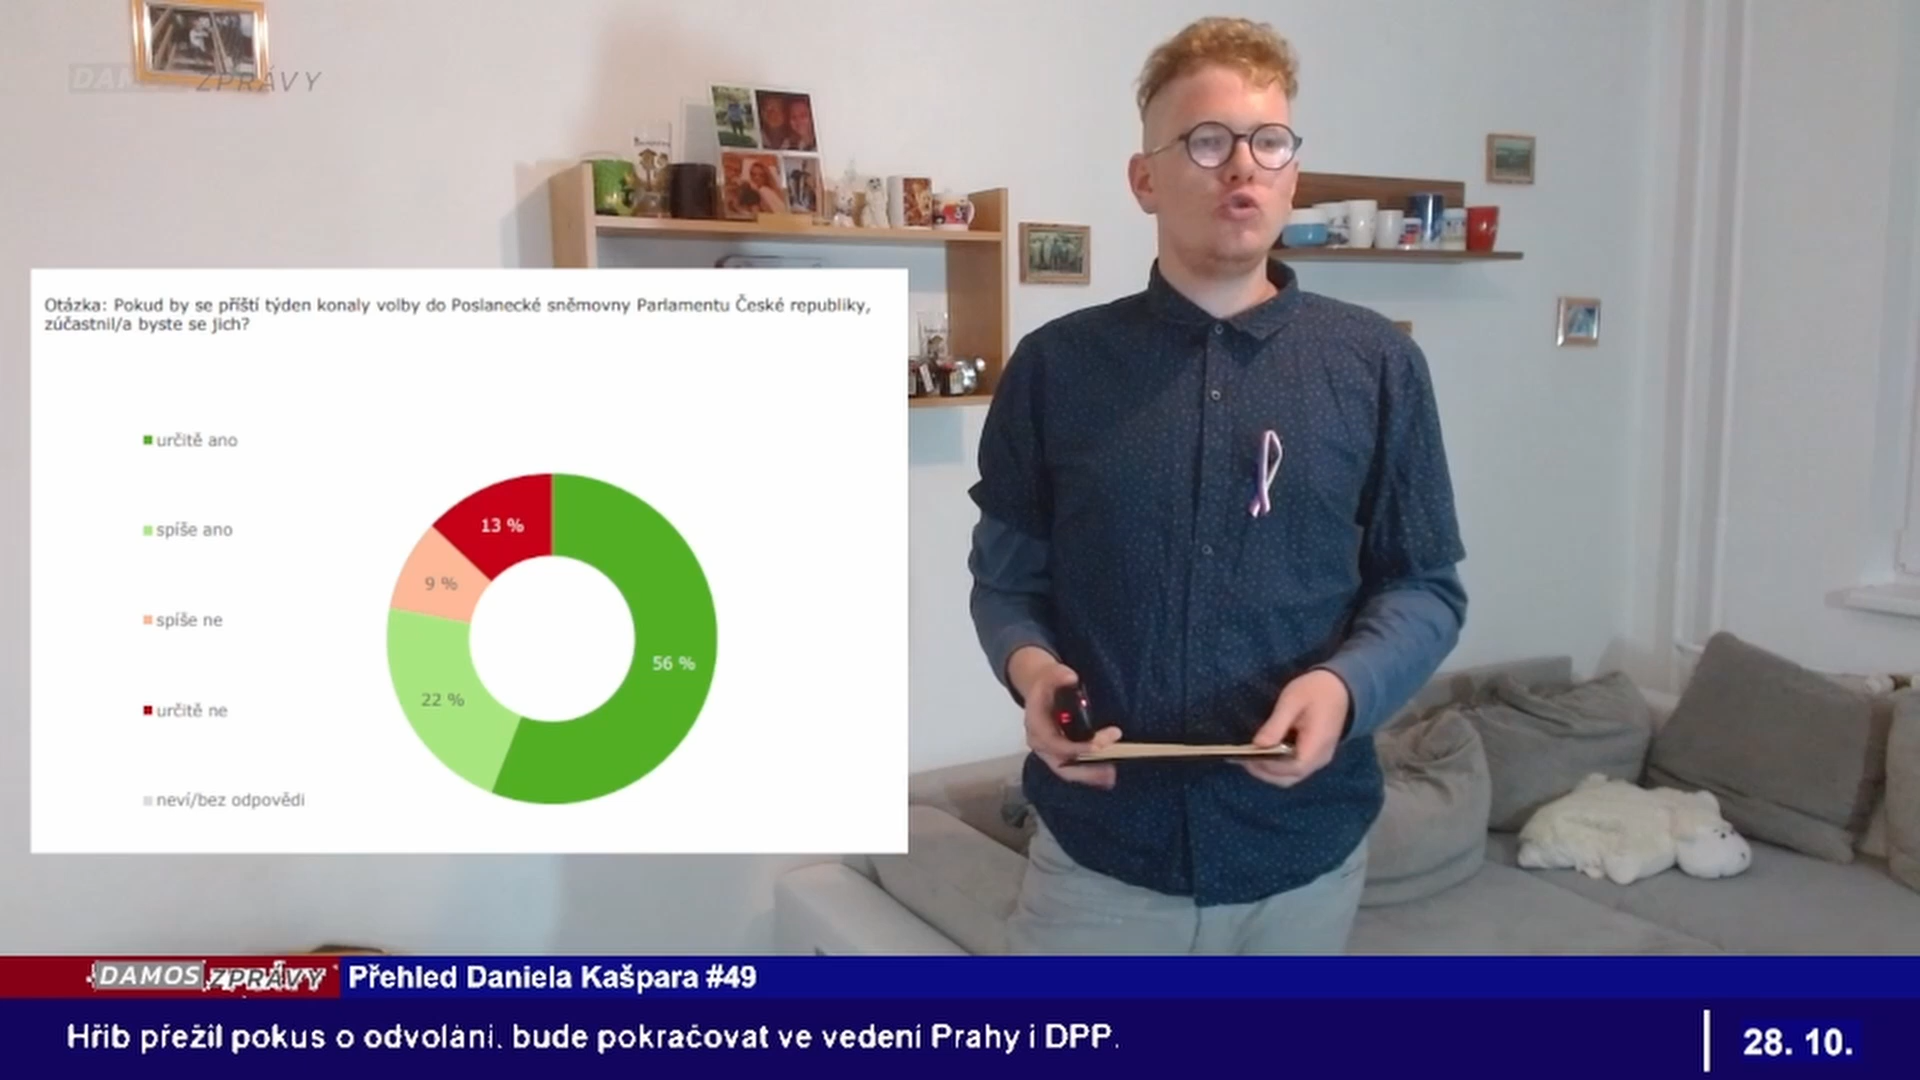 DAMOS ZPRÁVY
Otázka: Pokud by se příští týden konaly volby do Poslanecké sněmovny Parlamentu České republiky,
zúčastnil/a byste se jich?
určitě ano
spíše ano
spíše ne
určitě ne
neví/bez odpovědi
13 %
9 %
56 %
22 %
DAMOS ZPRÁVY Přehled Daniela Kašpara #49
Hřib přežil pokus o odvolání, bude pokračovat ve vedení Prahy i DPP.
28. 10.